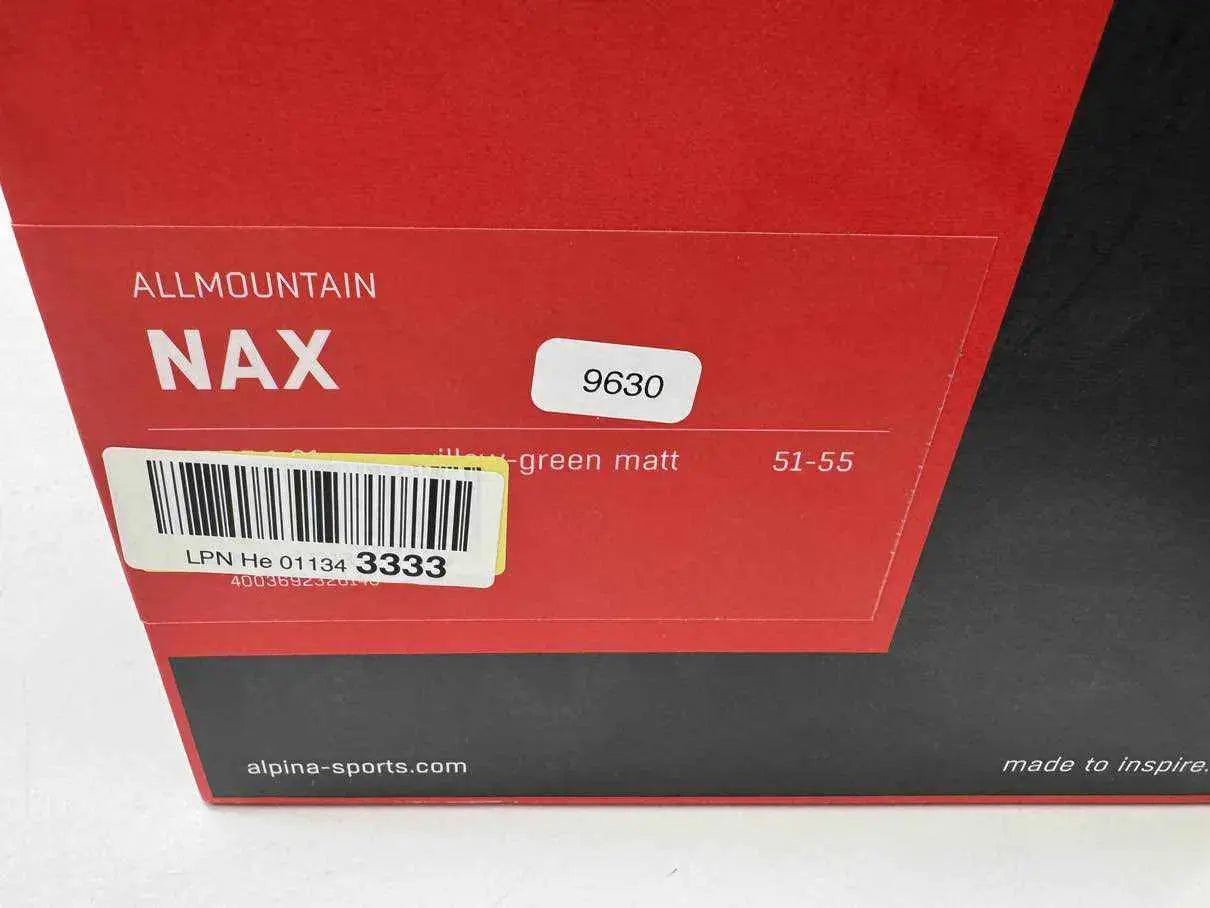 ALLMOUNTAIN
NAX
9630
-green matt 51-55
LPN He 01134 3333
alpina-sports.com
made to inspire.